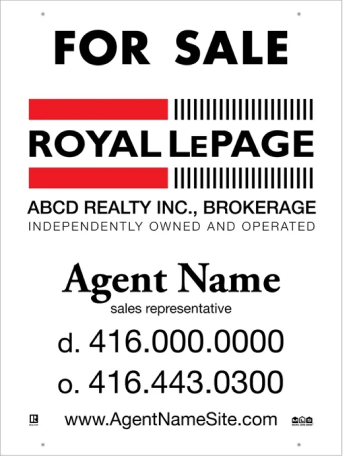 FOR SALE
ROYAL LEPAGE
ABCD REALTY INC., BROKERAGE
INDEPENDENTLY OWNED AND OPERATED
Agent Name
sales representative
d. 416.000.0000
o. 416.443.0300
www.AgentNameSite.com